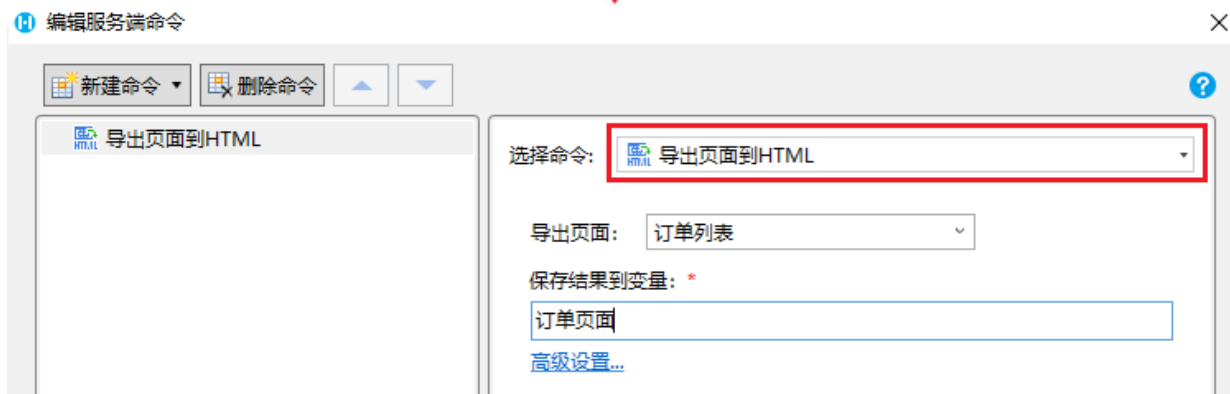 编辑服务端命令
新建命令 删除命令
导出页面到HTML
选择命令: 导出页面到HTML
导出页面: 订单列表
保存结果到变量: *
订单页面
高级设置...